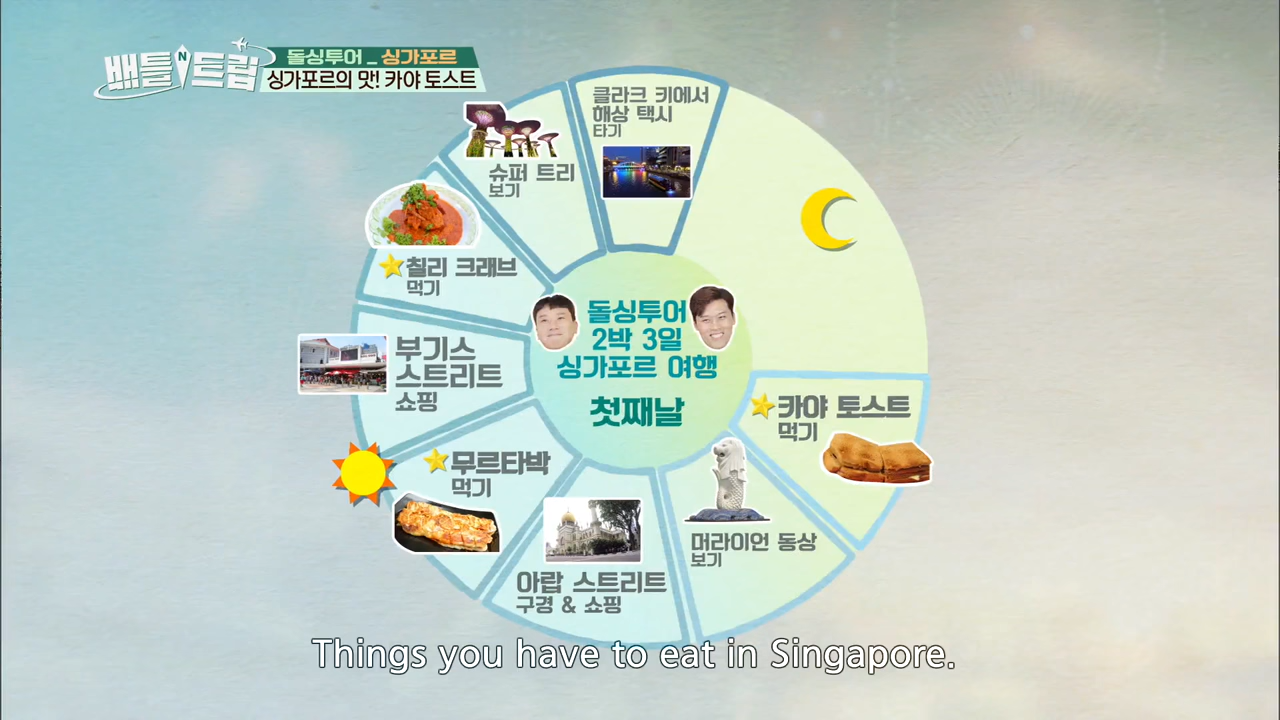 배틀 N 트립
돌싱투어 _ 싱가포르
싱가포르의 맛! 카야 토스트
클라크 키에서
해상 택시
타기
슈퍼 트리
보기
칠리 크래브
먹기
부기스
스트리트
쇼핑
무르타박
먹기
아랍 스트리트
구경 & 쇼핑
머라이언 동상
보기
카야 토스트
먹기
돌싱투어
2박 3일
싱가포르 여행
첫째날
Things you have to eat in Singapore.